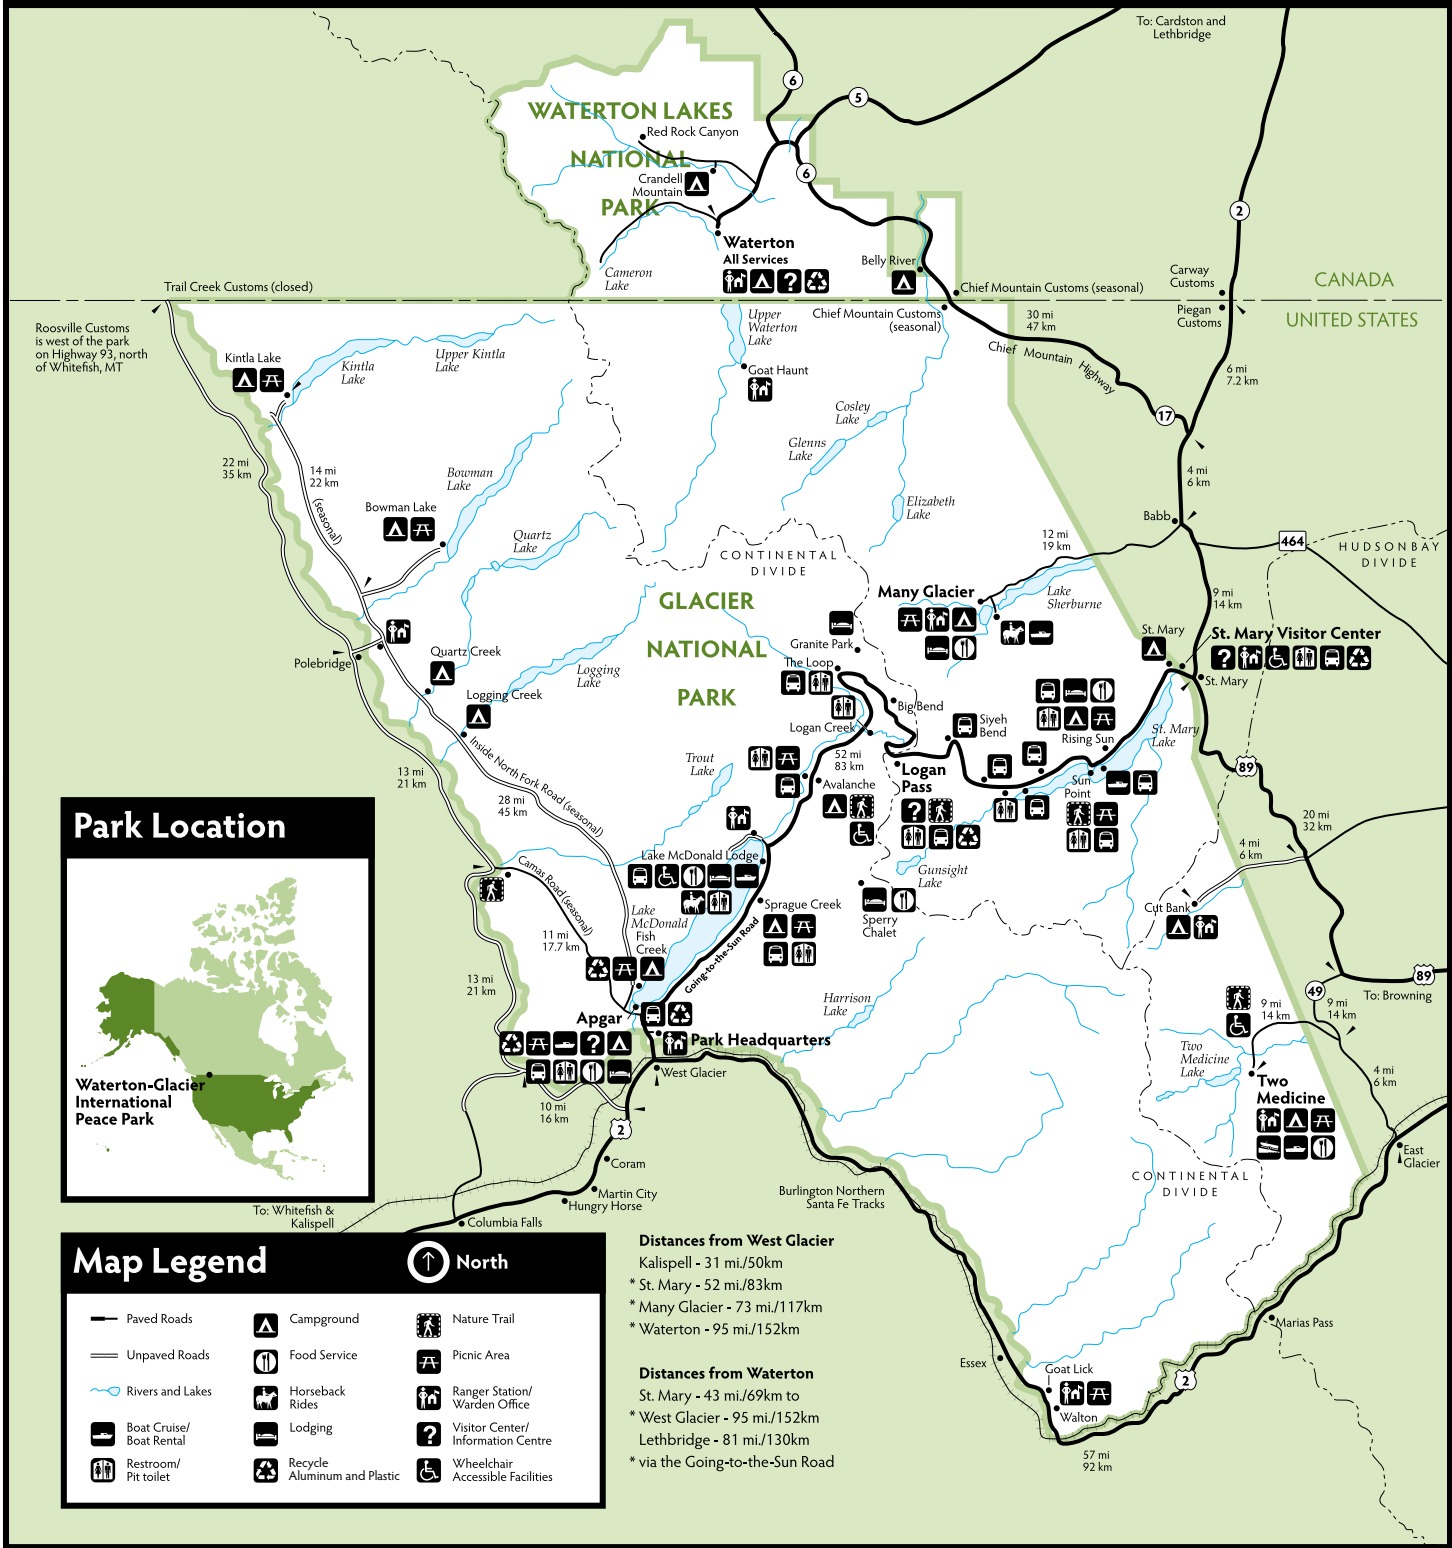 To: Cardston and
Lethbridge
6
5
WATERTON LAKES
NATIONAL
PARK
Red Rock Canyon
Crandell
Mountain
6
2
Waterton
All Services
?
Cameron
Lake
Belly River
Carway
Customs
CANADA
Trail Creek Customs (closed)
Chief Mountain Customs (seasonal)
Chief Mountain Customs
(seasonal)
Piegan
Customs
UNITED STATES
Roosville Customs
is west of the park
on Highway 93, north
of Whitefish, MT
30 mi
47 km
Chief Mountain Highway
6 mi
7.2 km
17
Kintla Lake
Kintla
Lake
Upper Kintla
Lake
Upper
Waterton
Lake
Goat Haunt
Cosley
Lake
Glenns
Lake
22 mi
35 km
14 mi
22 km
(seasonal)
Bowman
Lake
Bowman Lake
Elizabeth
Lake
4 mi
6 km
Babb
Quartz
Lake
CONTINENTAL
DIVIDE
12 mi
19 km
464
HUDSONBAY
DIVIDE
GLACIER
NATIONAL
PARK
Many Glacier
Lake
Sherburne
9 mi
14 km
Granite Park
St. Mary
St. Mary Visitor Center
?
St. Mary
Polebridge
Quartz Creek
Logging
Lake
Logging Creek
The Loop
Logan Creek
Big Bend
Siyeh
Bend
Rising Sun
St. Mary
Lake
Inside North Fork Road (seasonal)
13 mi
21 km
28 mi
45 km
Trout
Lake
52 mi
83 km
Avalanche
Logan
Pass
?
Sun
Point
89
20 mi
32 km
4 mi
6 km
Park Location
Waterton-Glacier
International
Peace Park
Camas Road (seasonal)
Lake McDonald Lodge
Gunsight
Lake
Lake
McDonald
Fish
Creek
Sprague Creek
Sperry
Chalet
Cut Bank
11 mi
17.7 km
Going-to-the-Sun Road
13 mi
21 km
Harrison
Lake
89
To: Browning
49
9 mi
14 km
9 mi
14 km
Apgar
?
Park Headquarters
West Glacier
Two
Medicine
Lake
Two
Medicine
4 mi
6 km
10 mi
16 km
2
East
Glacier
Coram
Martin City
Hungry Horse
Columbia Falls
To: Whitefish &
Kalispell
Burlington Northern
Santa Fe Tracks
CONTINENTAL
DIVIDE
Marias Pass
Essex
Goat Lick
Walton
2
57 mi
92 km
Distances from West Glacier
Kalispell - 31 mi./50km
* St. Mary - 52 mi./83km
* Many Glacier - 73 mi./117km
* Waterton - 95 mi./152km
Distances from Waterton
St. Mary - 43 mi./69km to
* West Glacier - 95 mi./152km
Lethbridge - 81 mi./130km
* via the Going-to-the-Sun Road
Map Legend
North
Paved Roads
Unpaved Roads
Rivers and Lakes
Boat Cruise/
Boat Rental
Restroom/
Pit toilet
Campground
Food Service
Horseback
Rides
Lodging
Recycle
Aluminum and Plastic
Nature Trail
Picnic Area
Ranger Station/
Warden Office
?
Visitor Center/
Information Centre
Wheelchair
Accessible Facilities